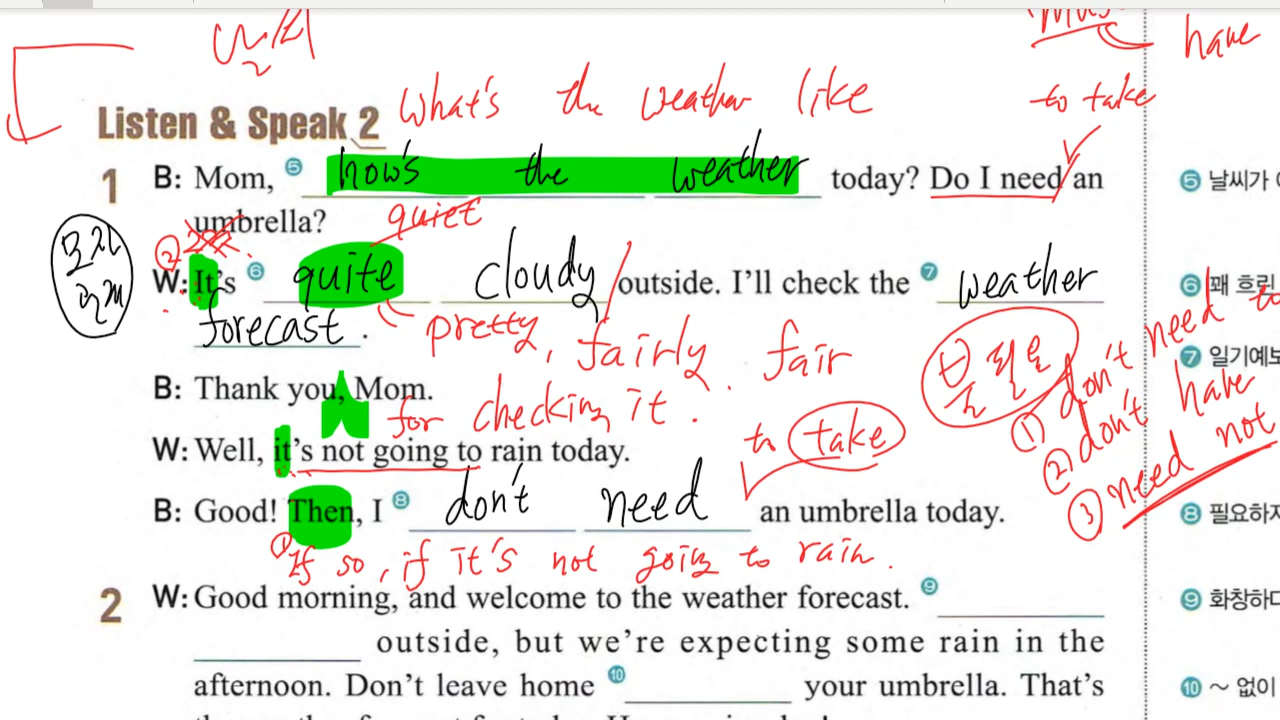 have
What's the weather like
to take
Listen & Speak 2
1 B: Mom, ⑤ how's the weather today? Do I need an
⑤ 날씨가
umbrella?
quiet
②
W: It's ⑥ quite cloudy outside. I'll check the ⑦ weather
⑥ 꽤 흐린
forecast.
pretty, fairly. fair
⑦ 일기예보
B: Thank you, Mom.
for checking it.
불필요
① don't need to
② don't have
③ need not
W: Well, it's not going to rain today.
to take
B: Good! Then, I ⑧ don't need an umbrella today.
⑧ 필요하지
① If so, if it's not going to rain.
2 W: Good morning, and welcome to the weather forecast. ⑨
⑨ 화창하
outside, but we're expecting some rain in the
afternoon. Don't leave home ⑩ your umbrella. That's
⑩ ~ 없이